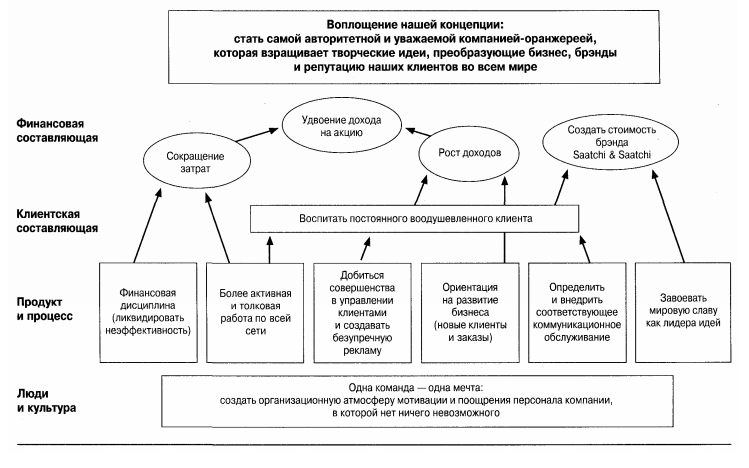 Воплощение нашей концепции:
стать самой авторитетной и уважаемой компанией-оранжереей,
которая взращивает творческие идеи, преобразующие бизнес, брэнды
и репутацию наших клиентов во всем мире
Финансовая
составляющая
Удвоение дохода
на акцию
Создать стоимость
брэнда
Saatchi & Saatchi
Сокращение
затрат
Рост доходов
Клиентская
составляющая
Воспитать постоянного воодушевленного клиента
Продукт
и процесс
Финансовая
дисциплина
(ликвидировать
неэффективность)
Более активная
и толковая
работа по всей
сети
Добиться
совершенства
в управлении
клиентами
и создавать
безупречную
рекламу
Ориентация
на развитие
бизнеса
(новые клиенты
и заказы)
Определить
и внедрить
соответствующее
коммуникационное
обслуживание
Завоевать
мировую славу
как лидера идей
Люди
и культура
Одна команда — одна мечта:
создать организационную атмосферу мотивации и поощрения персонала компании,
в которой нет ничего невозможного